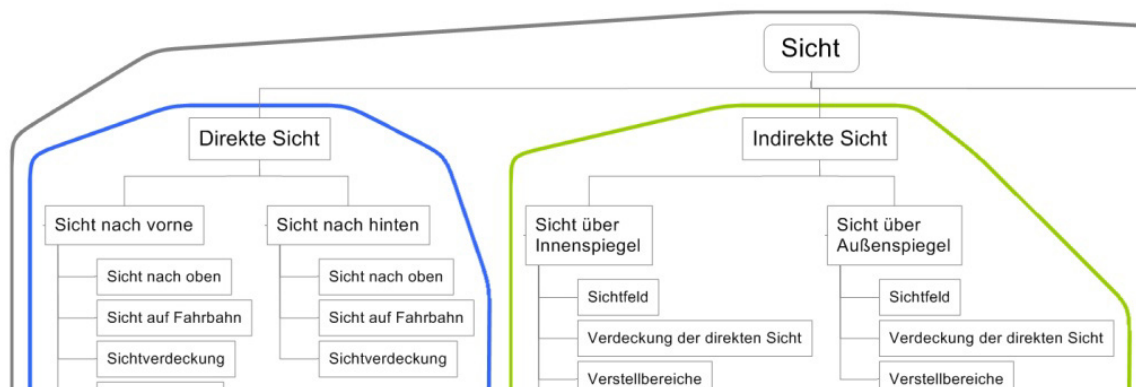 Sicht
Direkte Sicht
Sicht nach vorne
Sicht nach oben
Sicht auf Fahrbahn
Sichtverdeckung
Sicht nach hinten
Sicht nach oben
Sicht auf Fahrbahn
Sichtverdeckung
Indirekte Sicht
Sicht über
Innenspiegel
Sichtfeld
Verdeckung der direkten Sicht
Verstellbereiche
Sicht über
Außenspiegel
Sichtfeld
Verdeckung der direkten Sicht
Verstellbereiche